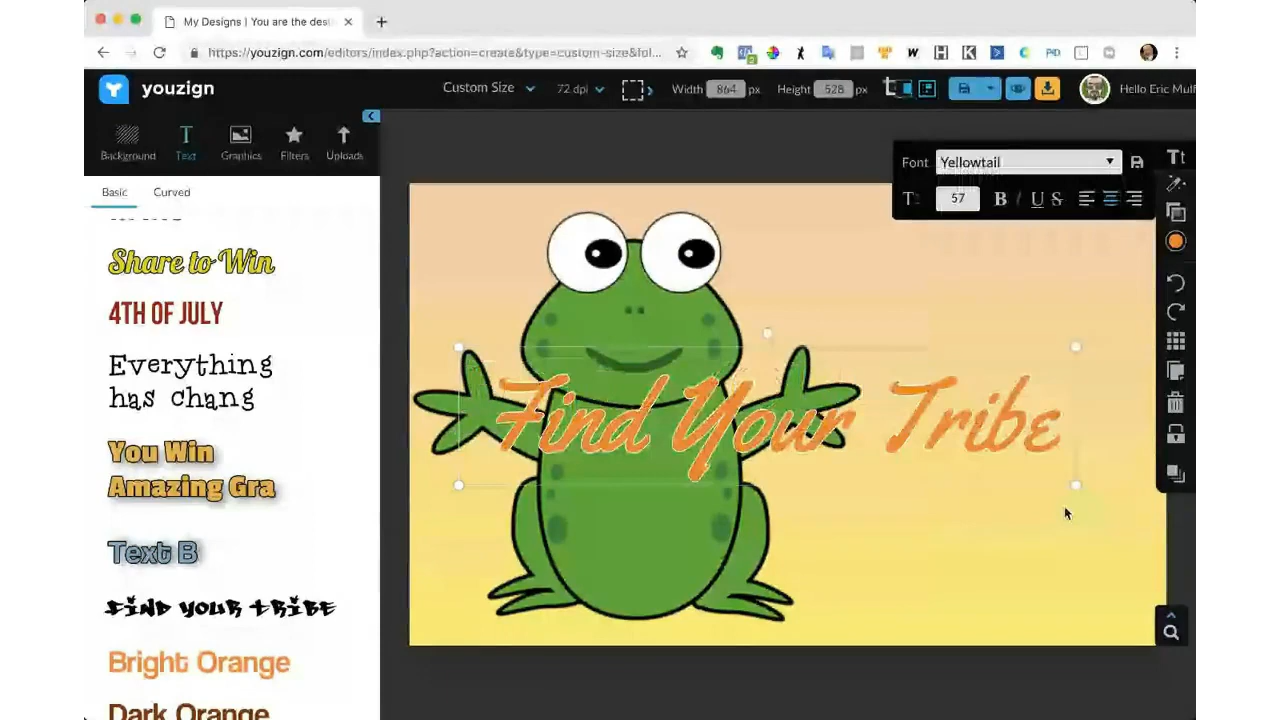 My Designs | You are the desi
https://youzign.com/editors/index.php?action=create&type=custom-size&fol...
youzign
Custom Size
72.dpi
Width 864 px
Height 528 px
Hello Eric Muff
Background
Text
Graphics
Filters
Uploads
Font Yellowtail
57
B I U S
Basic
Curved
Share to Win
4TH OF JULY
Everything
has chang
You Win
Amazing Gra
Text B
FIND YOUR TRIBE
Bright Orange
Dark Orange
Find Your Tribe